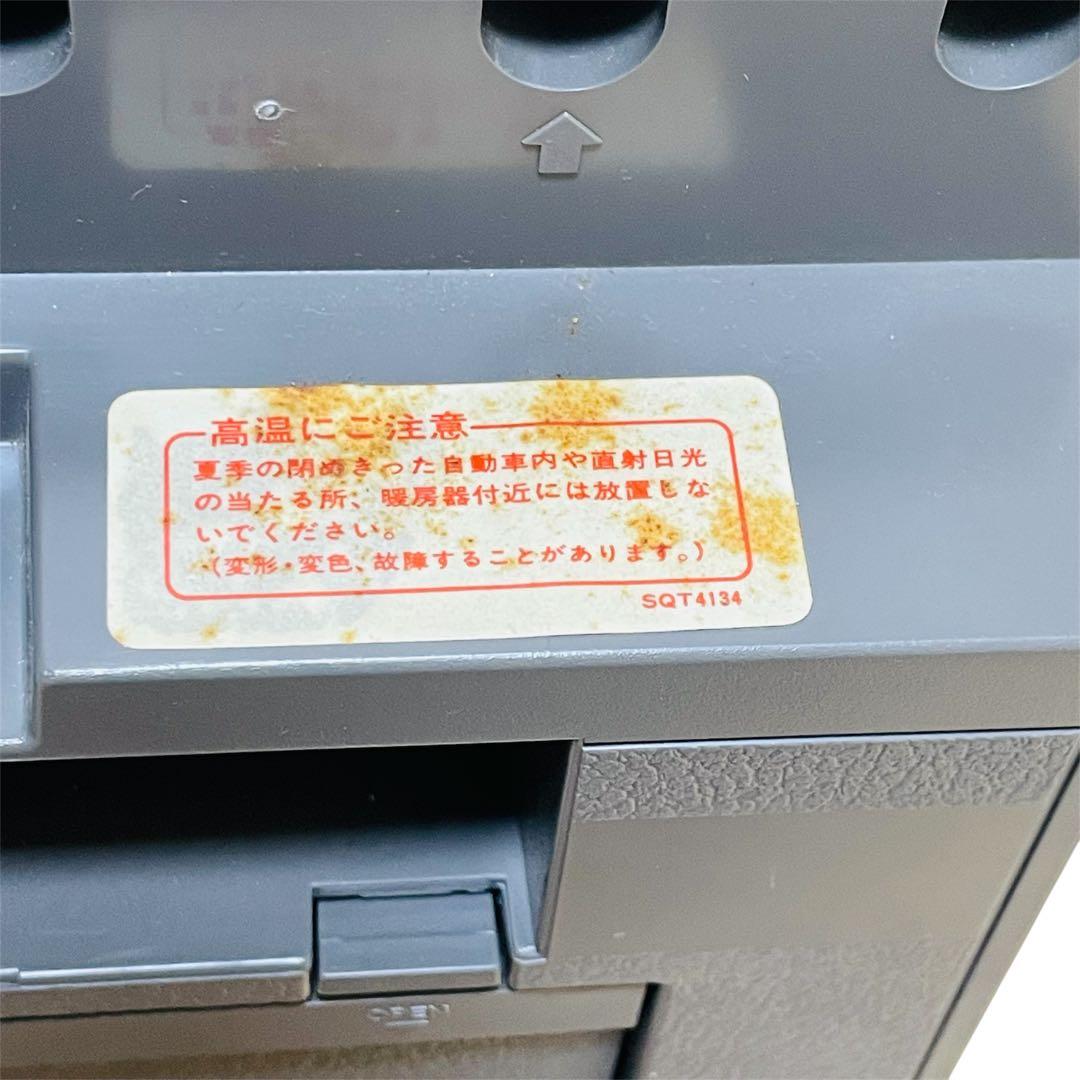 高温にご注意
夏季の閉めきった自動車内や直射日光
の当たる所、暖房器付近には放置しな
いでください。
（変形・変色、故障することがあります。）
SQT4134
OPEN